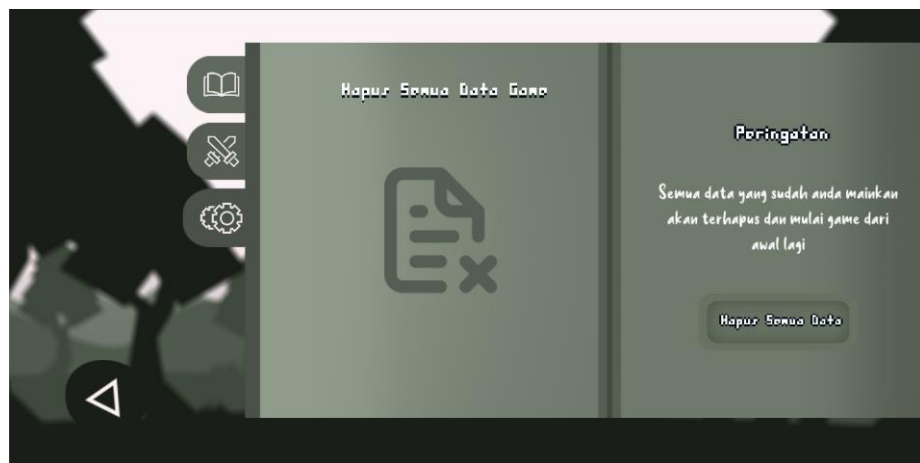 Hapus Semua Data Game
Peringatan
Semua data yang sudah anda mainkan
akan terhapus dan mulai game dari
awal lagi
Hapus Semua Data